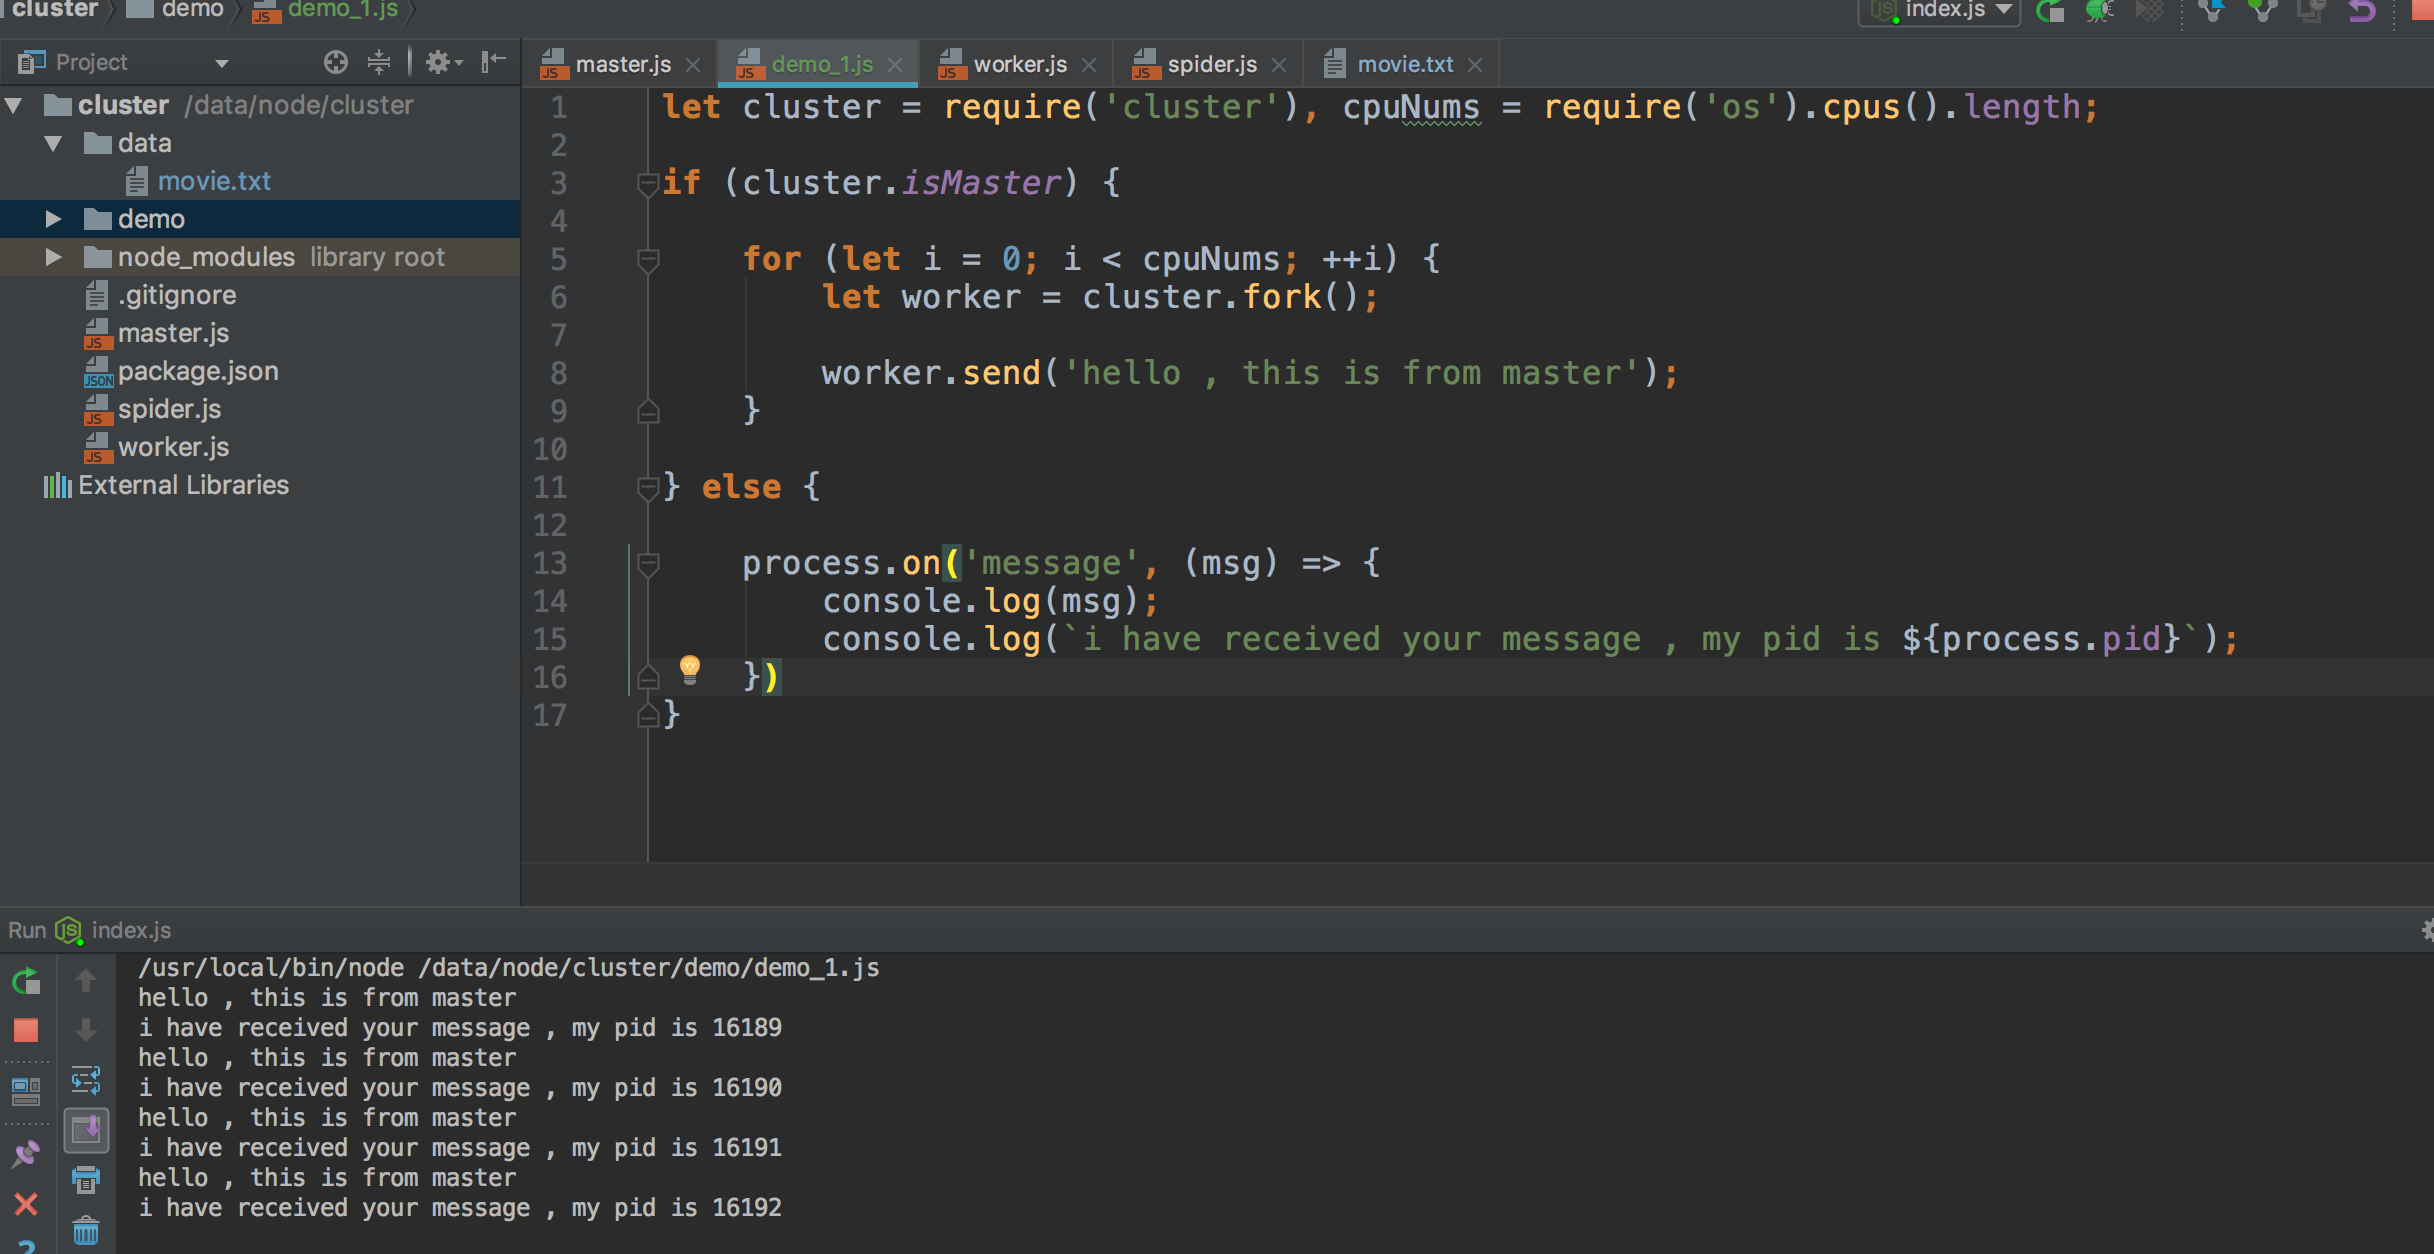 cluster demo demo_1.js index.js
Project
master.js demo_1.js worker.js spider.js movie.txt
cluster /data/node/cluster
data
movie.txt
demo
node_modules library root
.gitignore
master.js
package.json
spider.js
worker.js
External Libraries
1 let cluster = require('cluster'), cpuNums = require('os').cpus().length;
2
3 if (cluster.isMaster) {
4
5 for (let i = 0; i < cpuNums; ++i) {
6 let worker = cluster.fork();
7
8 worker.send('hello , this is from master');
9 }
10
11 } else {
12
13 process.on('message', (msg) => {
14 console.log(msg);
15 console.log(`i have received your message , my pid is ${process.pid}`);
16 })
17 }
Run index.js
/usr/local/bin/node /data/node/cluster/demo/demo_1.js
hello , this is from master
i have received your message , my pid is 16189
hello , this is from master
i have received your message , my pid is 16190
hello , this is from master
i have received your message , my pid is 16191
hello , this is from master
i have received your message , my pid is 16192